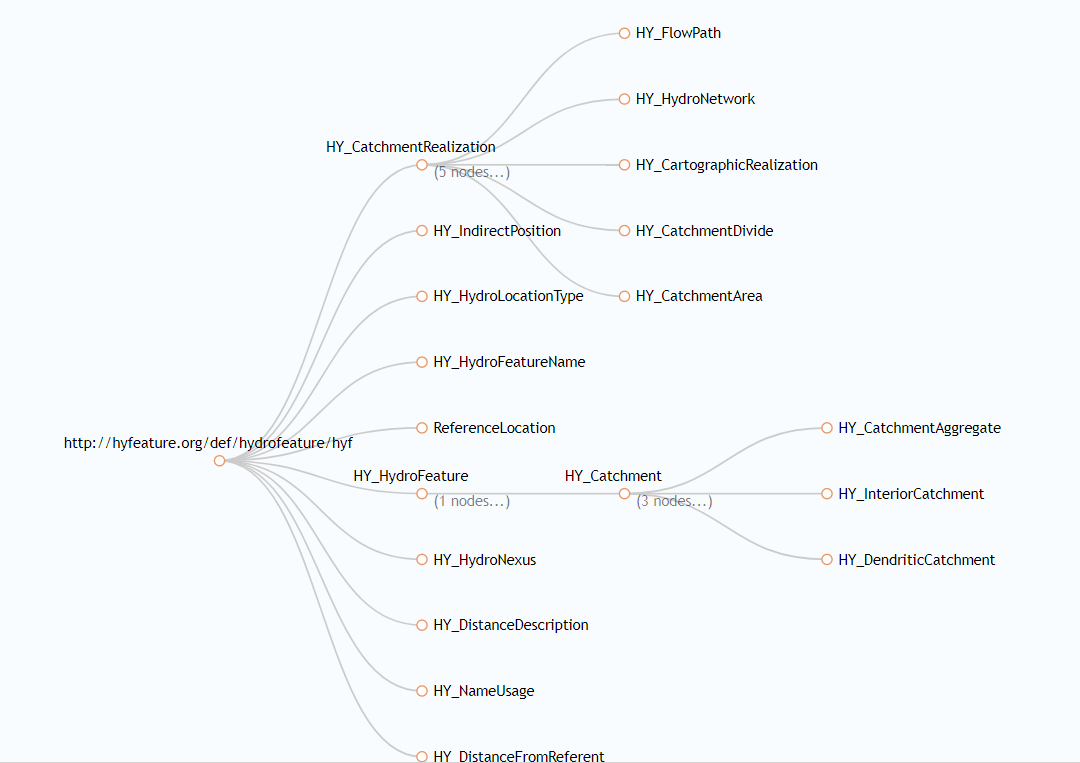 HY_FlowPath
HY_HydroNetwork
HY_CatchmentRealization
HY_CartographicRealization
(5 nodes...)
HY_IndirectPosition
HY_CatchmentDivide
HY_HydroLocationType
HY_CatchmentArea
HY_HydroFeatureName
ReferenceLocation
HY_CatchmentAggregate
http://hyfeature.org/def/hydrofeature/hyf
HY_HydroFeature
HY_Catchment
(1 nodes...)
(3 nodes...)
HY_InteriorCatchment
HY_HydroNexus
HY_DendriticCatchment
HY_DistanceDescription
HY_NameUsage
HY_DistanceFromReferent